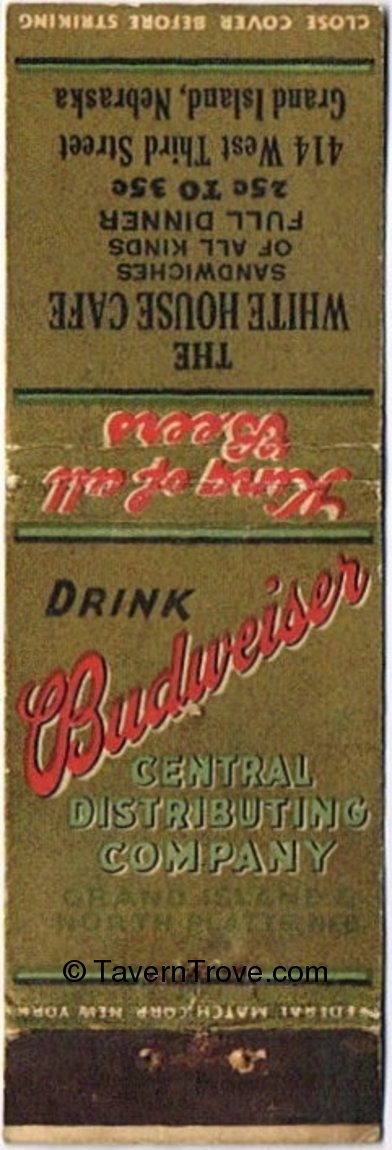 CLOSE COVER BEFORE STRIKING
THE
WHITE HOUSE CAFE
SANDWICHES
OF ALL KINDS
FULL DINNER
25c TO 35c
414 West Third Street
Grand Island, Nebraska
King of all
Beers
DRINK
Budweiser
CENTRAL
DISTRIBUTING
COMPANY
GRAND ISLAND &
NORTH PLATTE, NEB.
© TavernTrove.com
FEDERAL MATCH CORP. NEW YORK